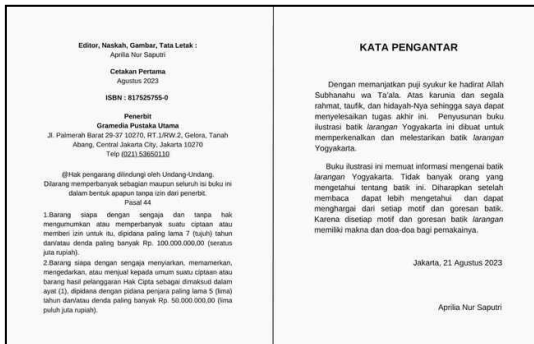 Editor, Naskah, Gambar, Tata Letak :
Aprilia Nur Saputri
Cetakan Pertama
Agustus 2023
ISBN : 817525755-0
Penerbit
Gramedia Pustaka Utama
Jl. Palmerah Barat 29-37 10270, RT.1/RW.2, Gelora, Tanah
Abang, Central Jakarta City, Jakarta 10270
Telp (021) 53650110
@Hak pengarang dilindungi oleh Undang-Undang.
Dilarang memperbanyak sebagian maupun seluruh isi buku ini
dalam bentuk apapun tanpa izin dari penerbit.
Pasal 44
1.Barang siapa dengan sengaja dan tanpa hak
mengumumkan atau memperbanyak suatu ciptaan atau
memberi izin untuk itu, dipidana paling lama 7 (tujuh) tahun
dan/atau denda paling banyak Rp. 100.000.000,00 (seratus
juta rupiah).
2.Barang siapa dengan sengaja menyiarkan, memamerkan,
mengedarkan, atau menjual kepada umum suatu ciptaan atau
barang hasil pelanggaran Hak Cipta sebagai dimaksud dalam
ayat (1), dipidana dengan pidana penjara paling lama 5 (lima)
tahun dan/atau denda paling banyak Rp. 50.000.000,00 (lima
puluh juta rupiah).
KATA PENGANTAR
Dengan memanjatkan puji syukur ke hadirat Allah
Subhanahu wa Ta'ala. Atas karunia dan segala
rahmat, taufik, dan hidayah-Nya sehingga saya dapat
menyelesaikan tugas akhir ini. Penyusunan buku
ilustrasi batik larangan Yogyakarta ini dibuat untuk
memperkenalkan dan melestarikan batik larangan
Yogyakarta.
Buku ilustrasi ini memuat informasi mengenai batik
larangan Yogyakarta. Tidak banyak orang yang
mengetahui tentang batik ini. Diharapkan setelah
membaca dapat lebih mengetahui dan dapat
menghargai dari setiap motif dan goresan batik.
Karena disetiap motif dan goresan batik larangan
memiliki makna dan doa-doa bagi pemakainya.
Jakarta, 21 Agustus 2023
Aprilia Nur Saputri